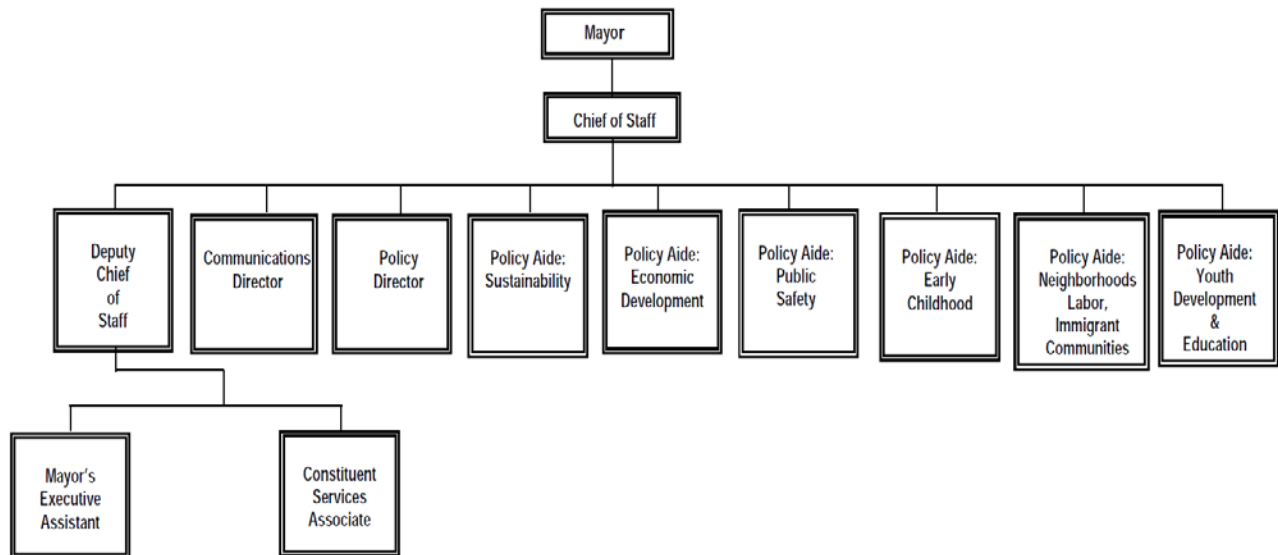 Mayor
Chief of Staff
Deputy
Chief
of
Staff
Communications
Director
Policy
Director
Policy Aide:
Sustainability
Policy Aide:
Economic
Development
Policy Aide:
Public
Safety
Policy Aide:
Early
Childhood
Policy Aide:
Neighborhoods
Labor,
Immigrant
Communities
Policy Aide:
Youth
Development
&
Education
Mayor's
Executive
Assistant
Constituent
Services
Associate